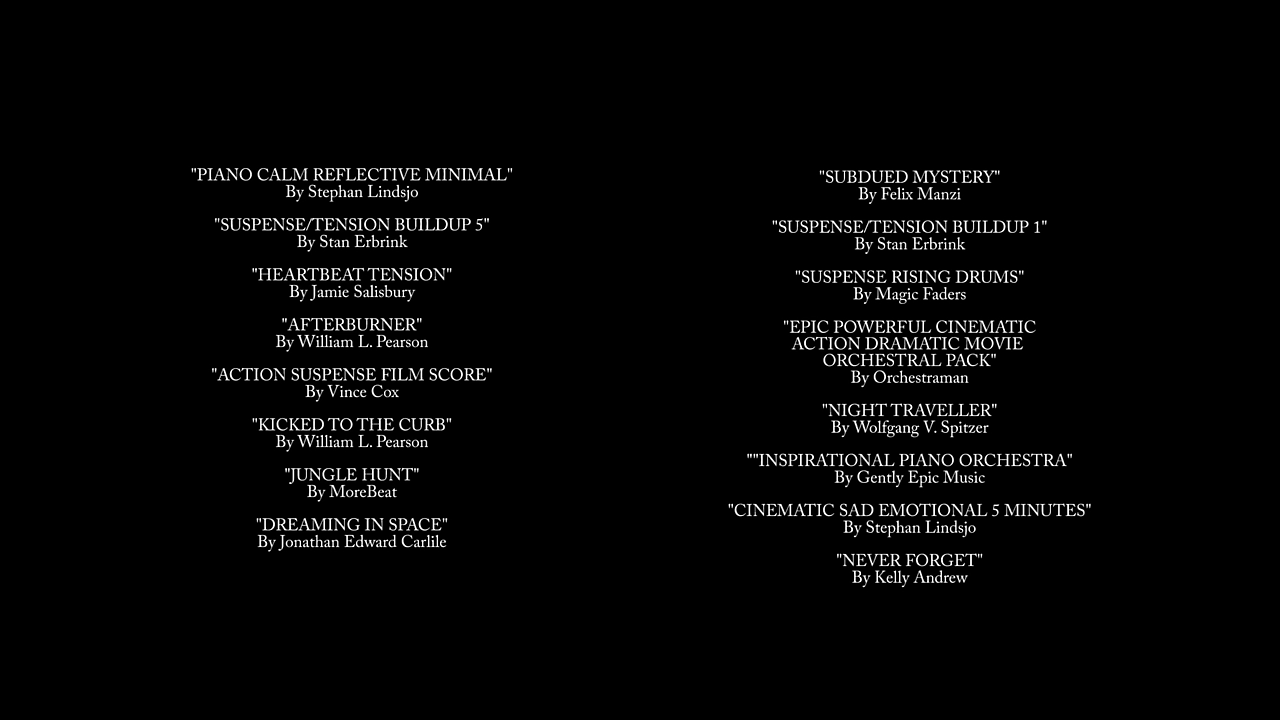 "PIANO CALM REFLECTIVE MINIMAL"
By Stephan Lindsjo
"SUSPENSE/TENSION BUILDUP 5"
By Stan Erbrink
"HEARTBEAT TENSION"
By Jamie Salisbury
"AFTERBURNER"
By William L. Pearson
"ACTION SUSPENSE FILM SCORE"
By Vince Cox
"KICKED TO THE CURB"
By William L. Pearson
"JUNGLE HUNT"
By MoreBeat
"DREAMING IN SPACE"
By Jonathan Edward Carlile
"SUBDUED MYSTERY"
By Felix Manzi
"SUSPENSE/TENSION BUILDUP 1"
By Stan Erbrink
"SUSPENSE RISING DRUMS"
By Magic Faders
"EPIC POWERFUL CINEMATIC
ACTION DRAMATIC MOVIE
ORCHESTRAL PACK"
By Orchestraman
"NIGHT TRAVELLER"
By Wolfgang V. Spitzer
""INSPIRATIONAL PIANO ORCHESTRA"
By Gently Epic Music
"CINEMATIC SAD EMOTIONAL 5 MINUTES"
By Stephan Lindsjo
"NEVER FORGET"
By Kelly Andrew